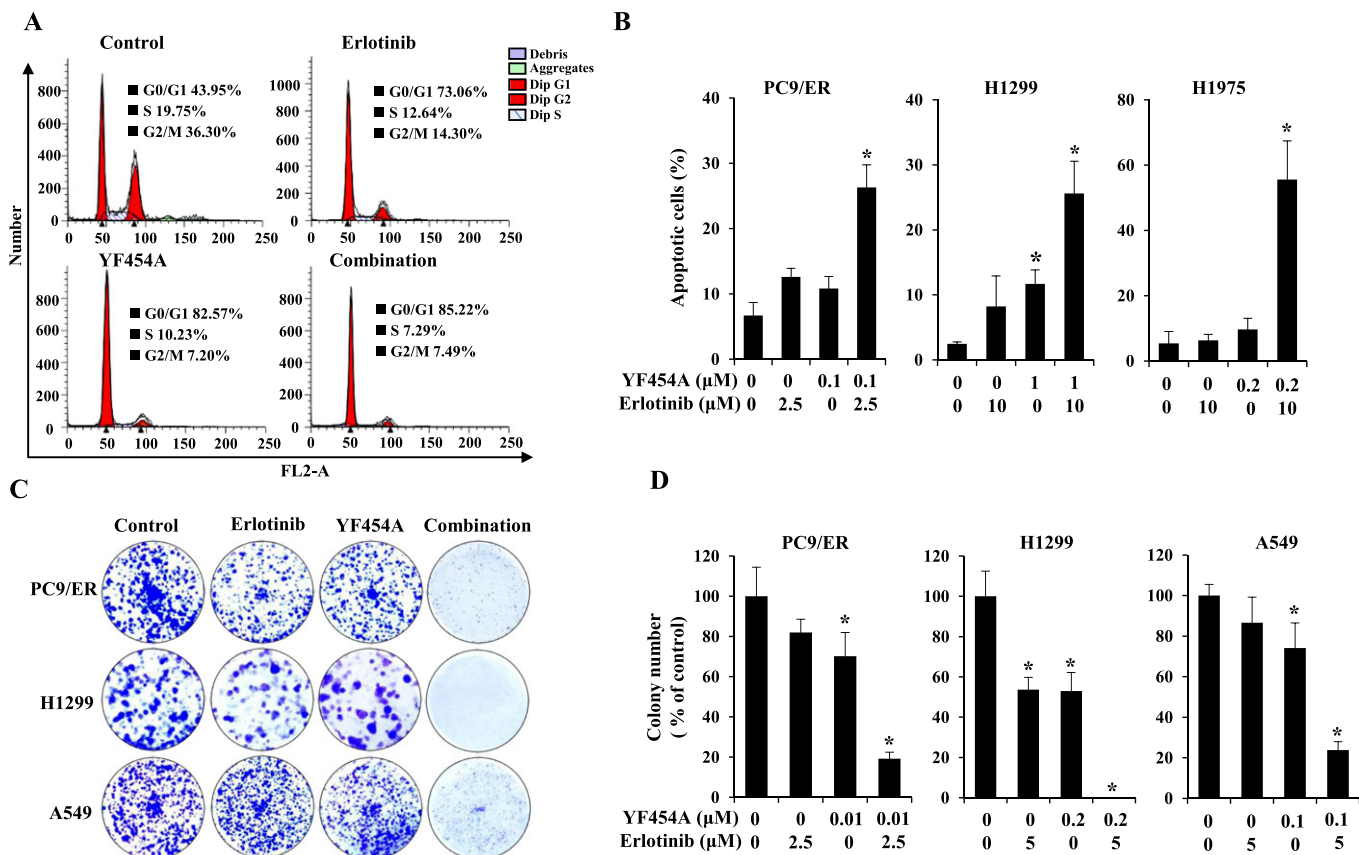 A
Control
Erlotinib
Debris
Aggregates
Dip G1
Dip G2
Dip S
800
600
400
200
0
G0/G1 43.95%
S 19.75%
G2/M 36.30%
0 50 100 150 200 250
1000
800
600
400
200
0
G0/G1 73.06%
S 12.64%
G2/M 14.30%
0 50 100 150 200 250
Number
YF454A
Combination
800
600
400
200
0
G0/G1 82.57%
S 10.23%
G2/M 7.20%
0 50 100 150 200 250
800
600
400
200
0
G0/G1 85.22%
S 7.29%
G2/M 7.49%
0 50 100 150 200 250
FL2-A
B
PC9/ER
H1299
H1975
Apoptotic cells (%)
40
30
20
10
0
*
40
30
20
10
0
* *
80
60
40
20
0
*
YF454A (μM) 0 0 0.1 0.1 0 0 1 1 0 0 0.2 0.2
Erlotinib (μM) 0 2.5 0 2.5 0 10 0 10 0 10 0 10
C
Control Erlotinib YF454A Combination
PC9/ER
H1299
A549
D
PC9/ER
H1299
A549
Colony number
( % of control)
120
100
80
60
40
20
0
* *
120
100
80
60
40
20
0
* * *
120
100
80
60
40
20
0
* *
YF454A (μM) 0 0 0.01 0.01 0 0 0.2 0.2 0 0 0.1 0.1
Erlotinib (μM) 0 2.5 0 2.5 0 5 0 5 0 5 0 5